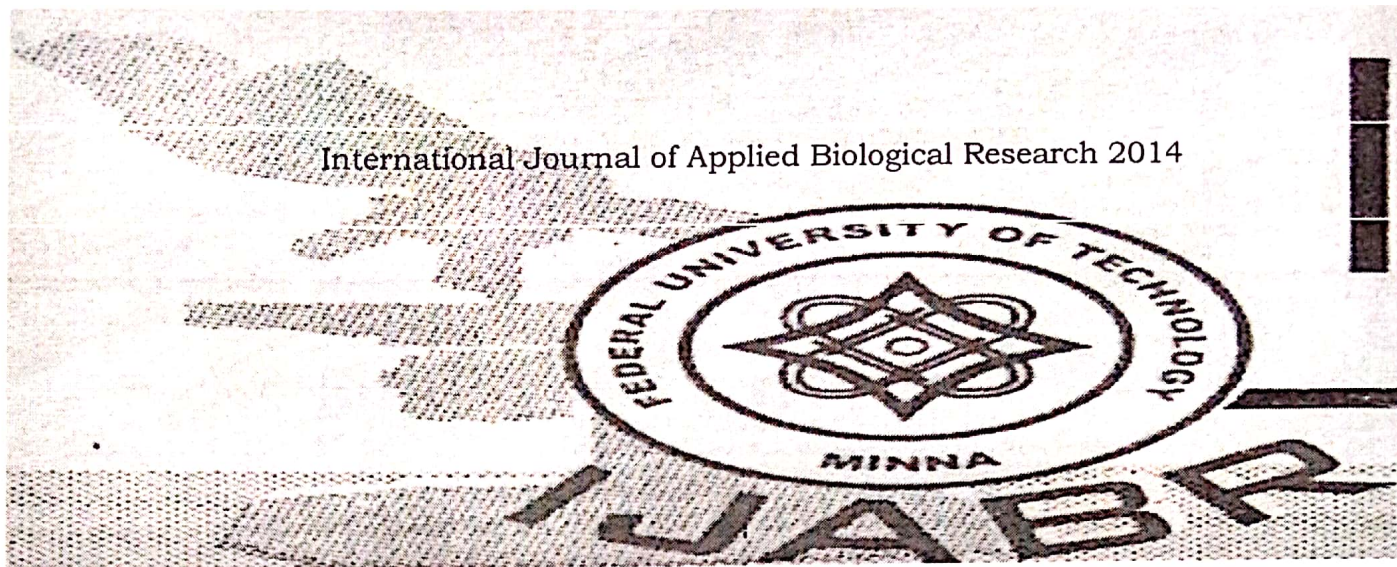 International Journal of Applied Biological Research 2014
FEDERAL UNIVERSITY OF TECHNOLOGY
MINNA
IJABR